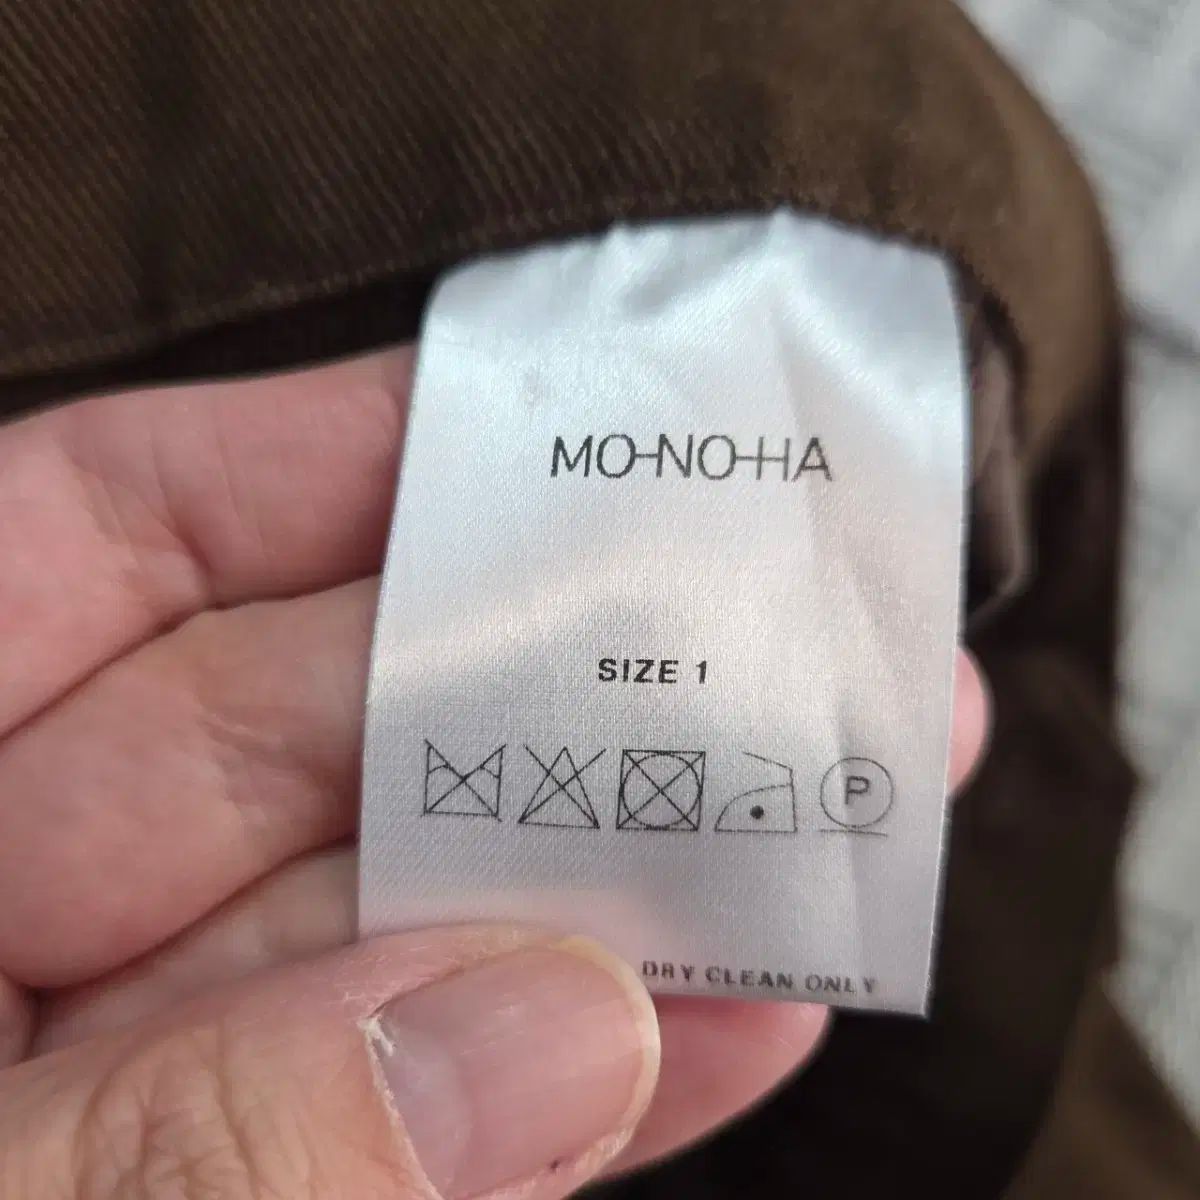 MO-NO-HA
SIZE 1
P
DRY CLEAN ONLY